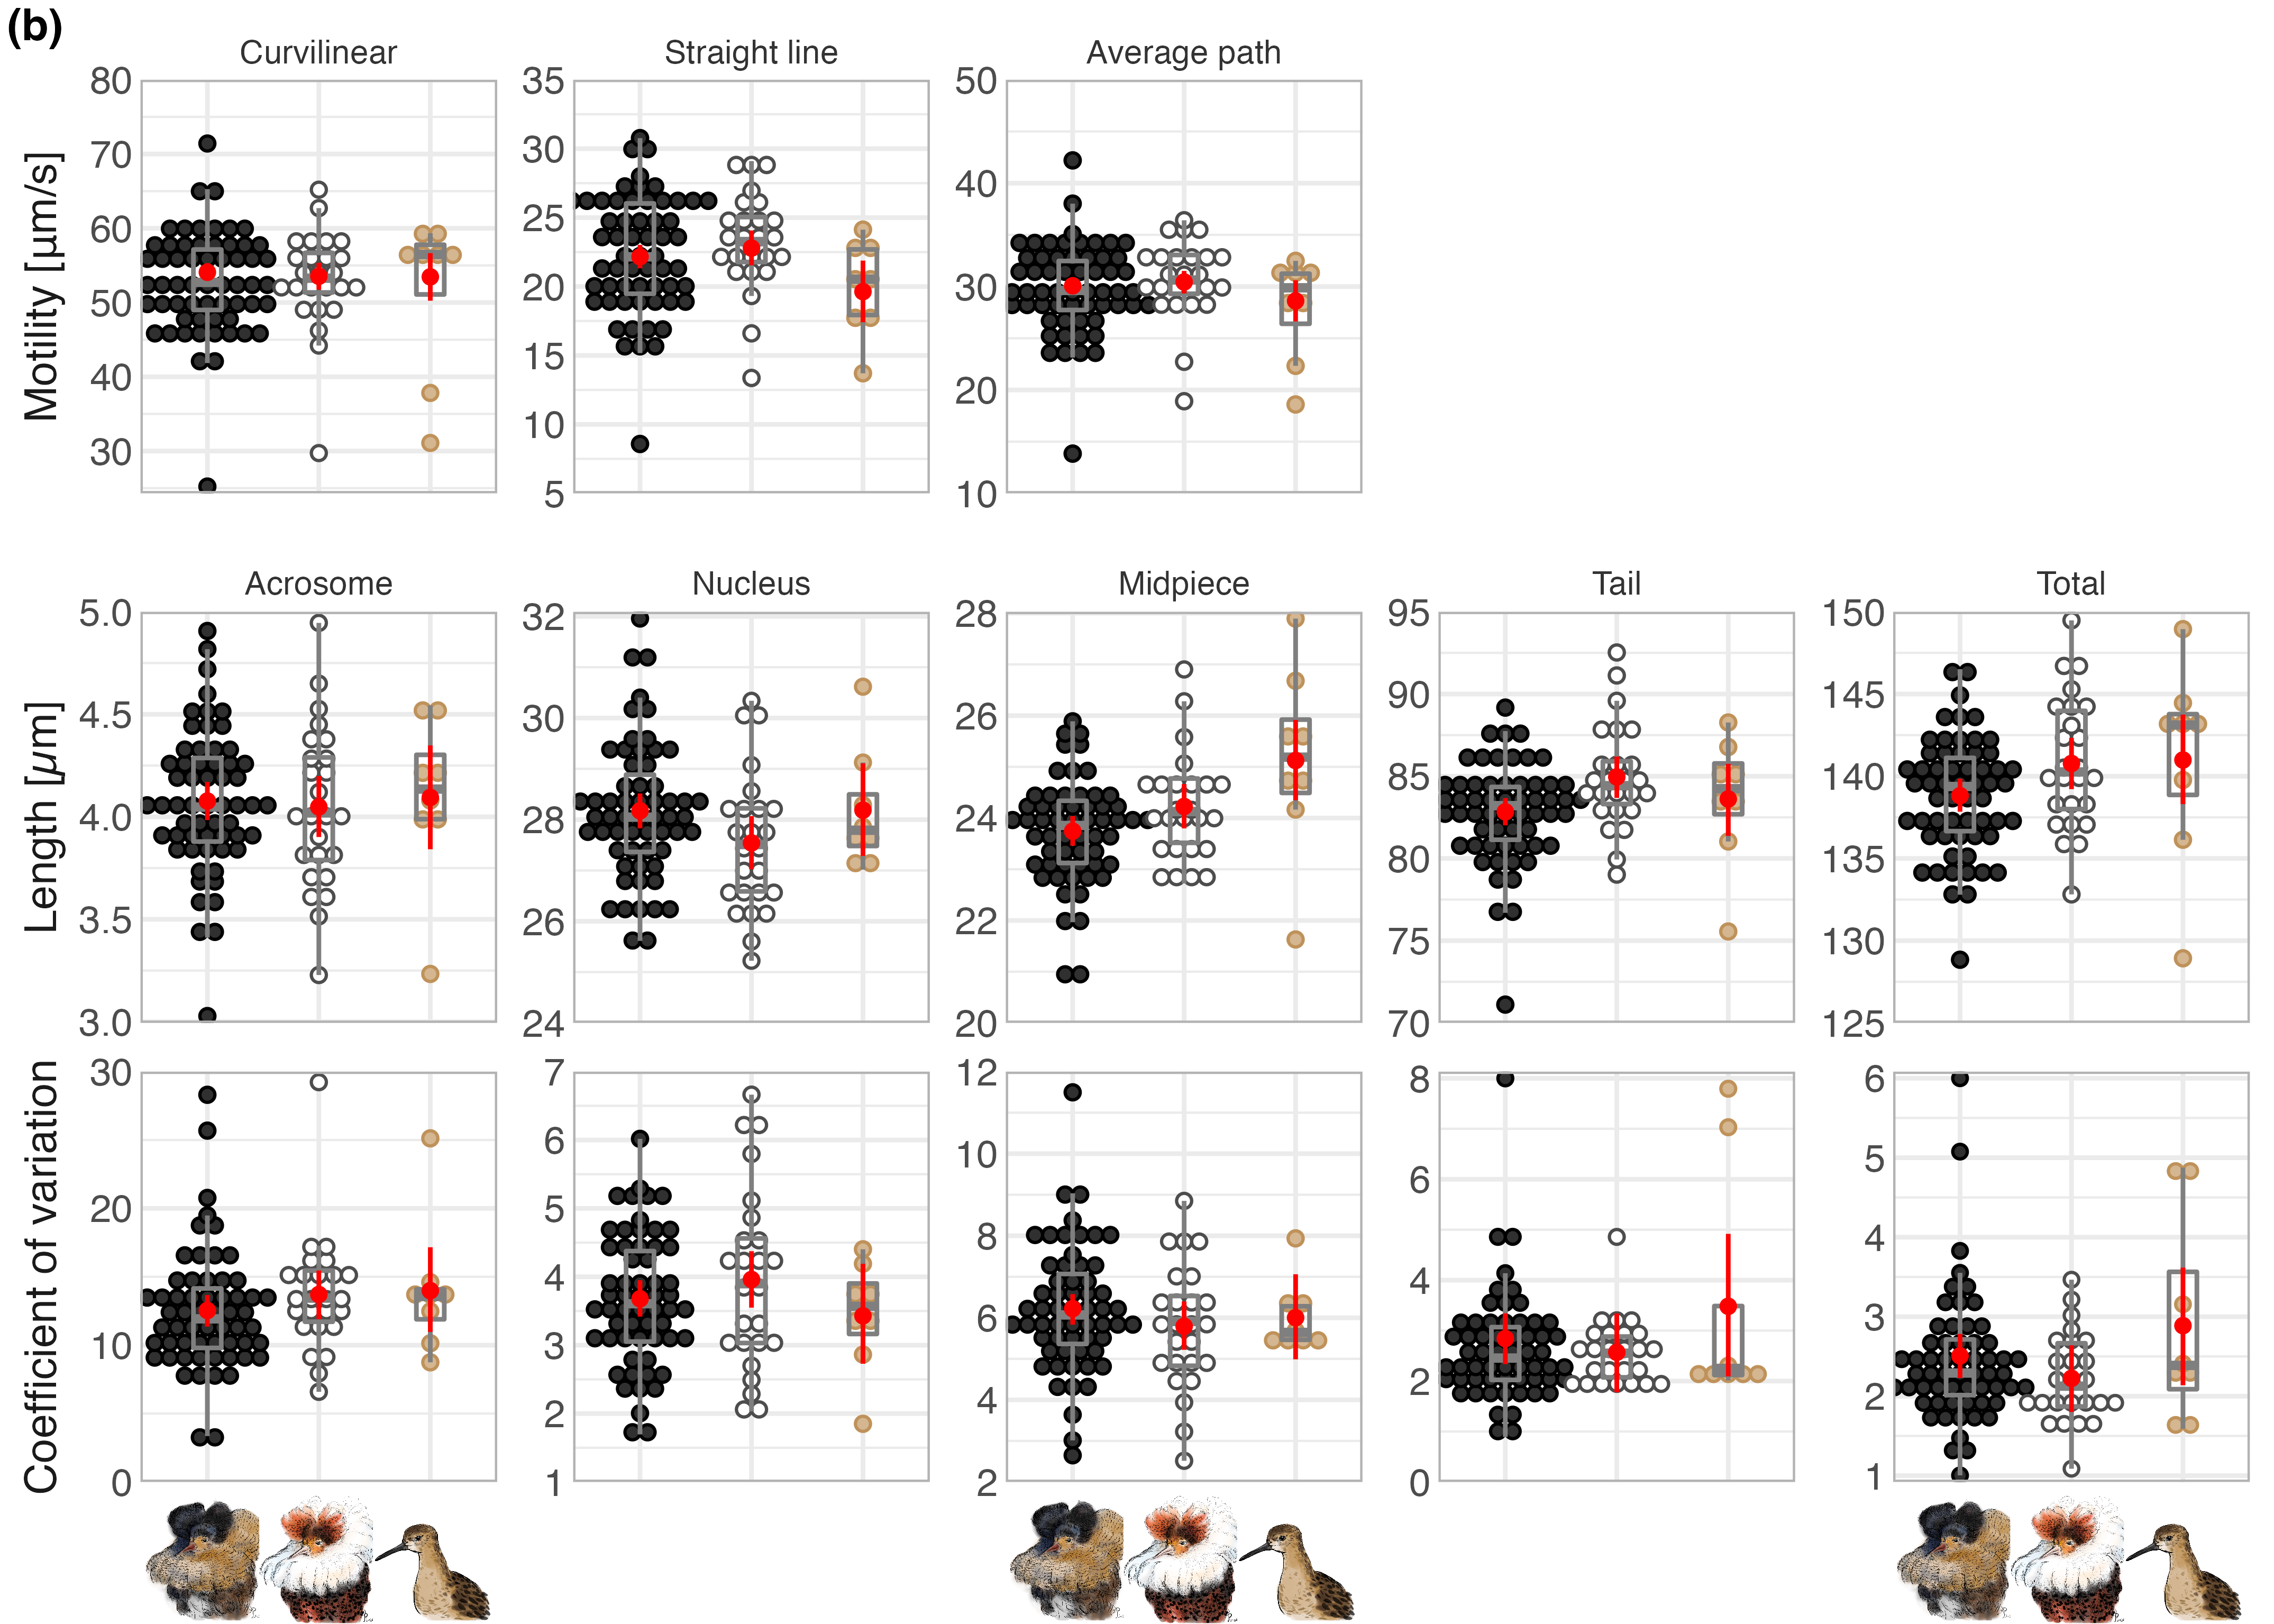 (b)
Curvilinear Straight line Average path
Motility [µm/s]
80 70 60 50 40 30
35 30 25 20 15 10 5
50 40 30 20 10
Acrosome Nucleus Midpiece Tail Total
Length [µm]
5.0 4.5 4.0 3.5 3.0
32 30 28 26 24
28 26 24 22 20
95 90 85 80 75 70
150 145 140 135 130 125
Coefficient of variation
30 20 10 0
7 6 5 4 3 2 1
12 10 8 6 4 2
8 6 4 2 0
6 5 4 3 2 1